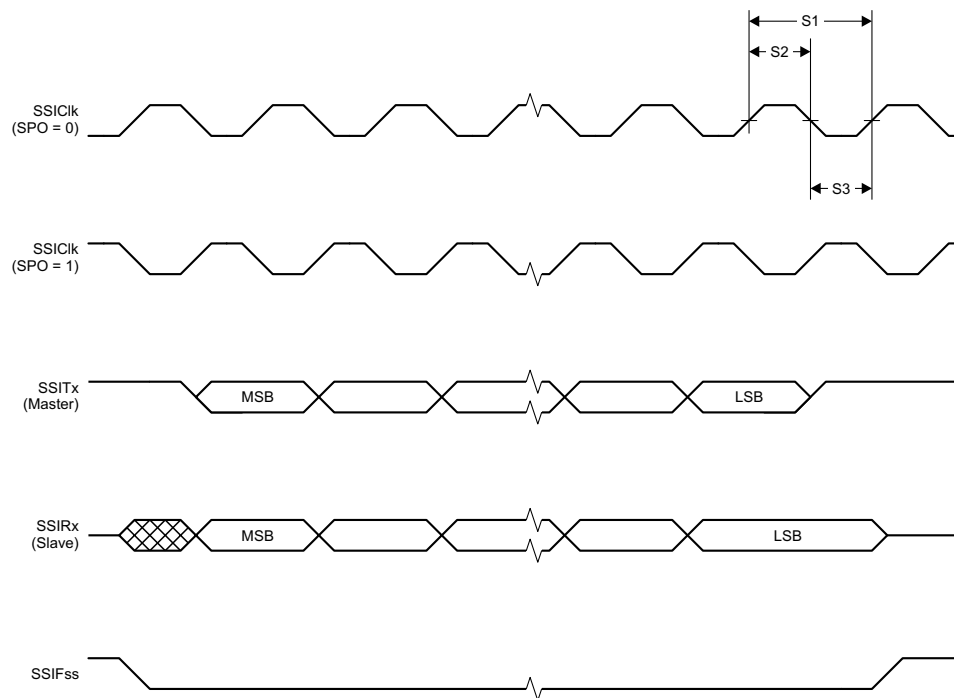 S1
S2
SSIClk
(SPO = 0)
S3
SSIClk
(SPO = 1)
SSITx
(Master)
MSB
LSB
SSIRx
(Slave)
MSB
LSB
SSIFss